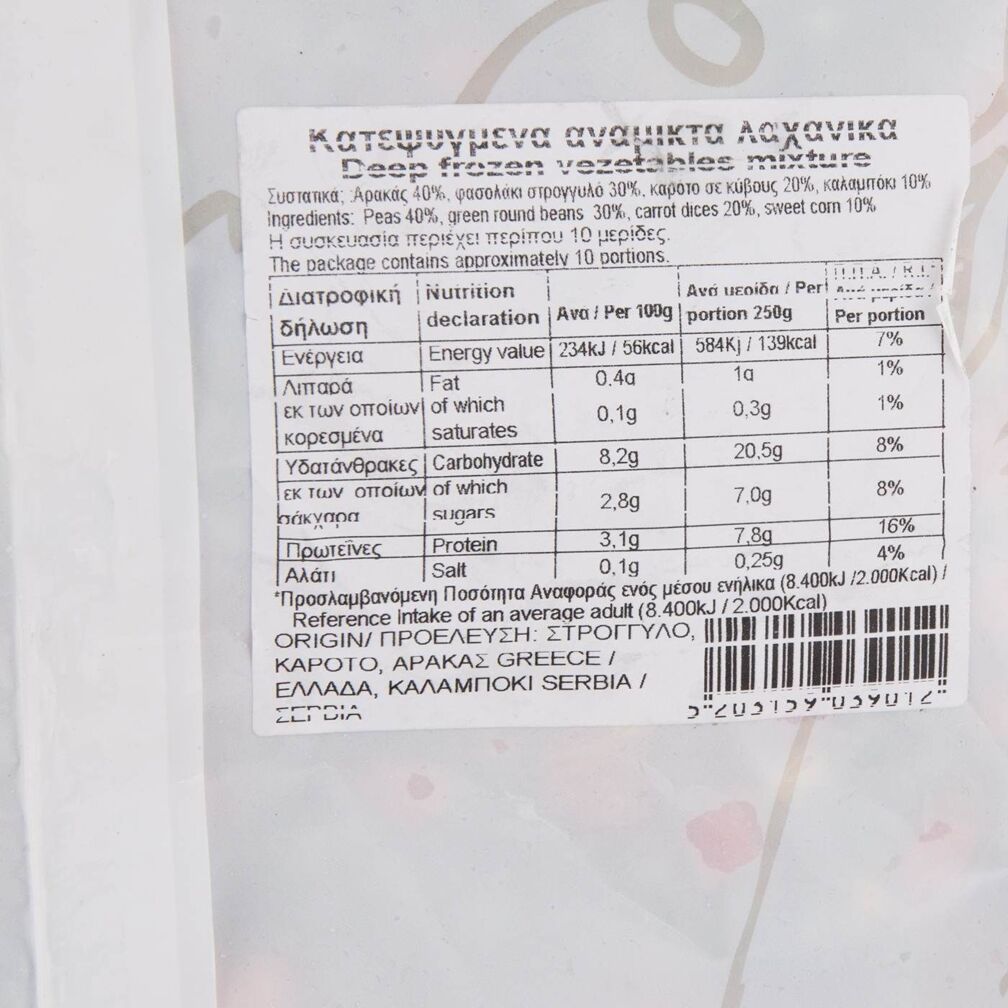 Κατεψυγμενα αναμικτα λαχανικα
Deep frozen vezetables mixture
Συστατικά; :Αρακάς 40%, φασολάκι στρογγυλό 30%, καρότο σε κύβους 20%, καλαμπόκι 10%
Ingredients: Peas 40%, green round beans 30%, carrot dices 20%, sweet corn 10%
Η συσκευασία περιέχει περίπου 10 μερίδες.
The package contains approximately 10 portions.
Διατροφική δήλωση | Nutrition declaration | Ανα / Per 100g | Ανά μερίδα / Per portion 250g | Π.Π.Α. / R.I.* Ανά μερίδα / Per portion
Ενέργεια | Energy value | 234kJ / 56kcal | 584Kj / 139kcal | 7%
Λιπαρά | Fat | 0.4g | 1g | 1%
εκ των οποίων κορεσμένα | of which saturates | 0,1g | 0,3g | 1%
Υδατάνθρακες | Carbohydrate | 8,2g | 20,5g | 8%
εκ των οποίων σάκχαρα | of which sugars | 2,8g | 7,0g | 8%
Πρωτεΐνες | Protein | 3,1g | 7,8g | 16%
Αλάτι | Salt | 0,1g | 0,25g | 4%
*Προσλαμβανόμενη Ποσότητα Αναφοράς ενός μέσου ενήλικα (8.400kJ /2.000Kcal) /
Reference Intake of an average adult (8.400kJ / 2.000Kcal)
ORIGIN/ ΠΡΟΕΛΕΥΣΗ: ΣΤΡΟΓΓΥΛΟ,
ΚΑΡΟΤΟ, ΑΡΑΚΑΣ GREECE /
ΕΛΛΑΔΑ, ΚΑΛΑΜΠΟΚΙ SERBIA /
ΣΕΡΒΙΑ